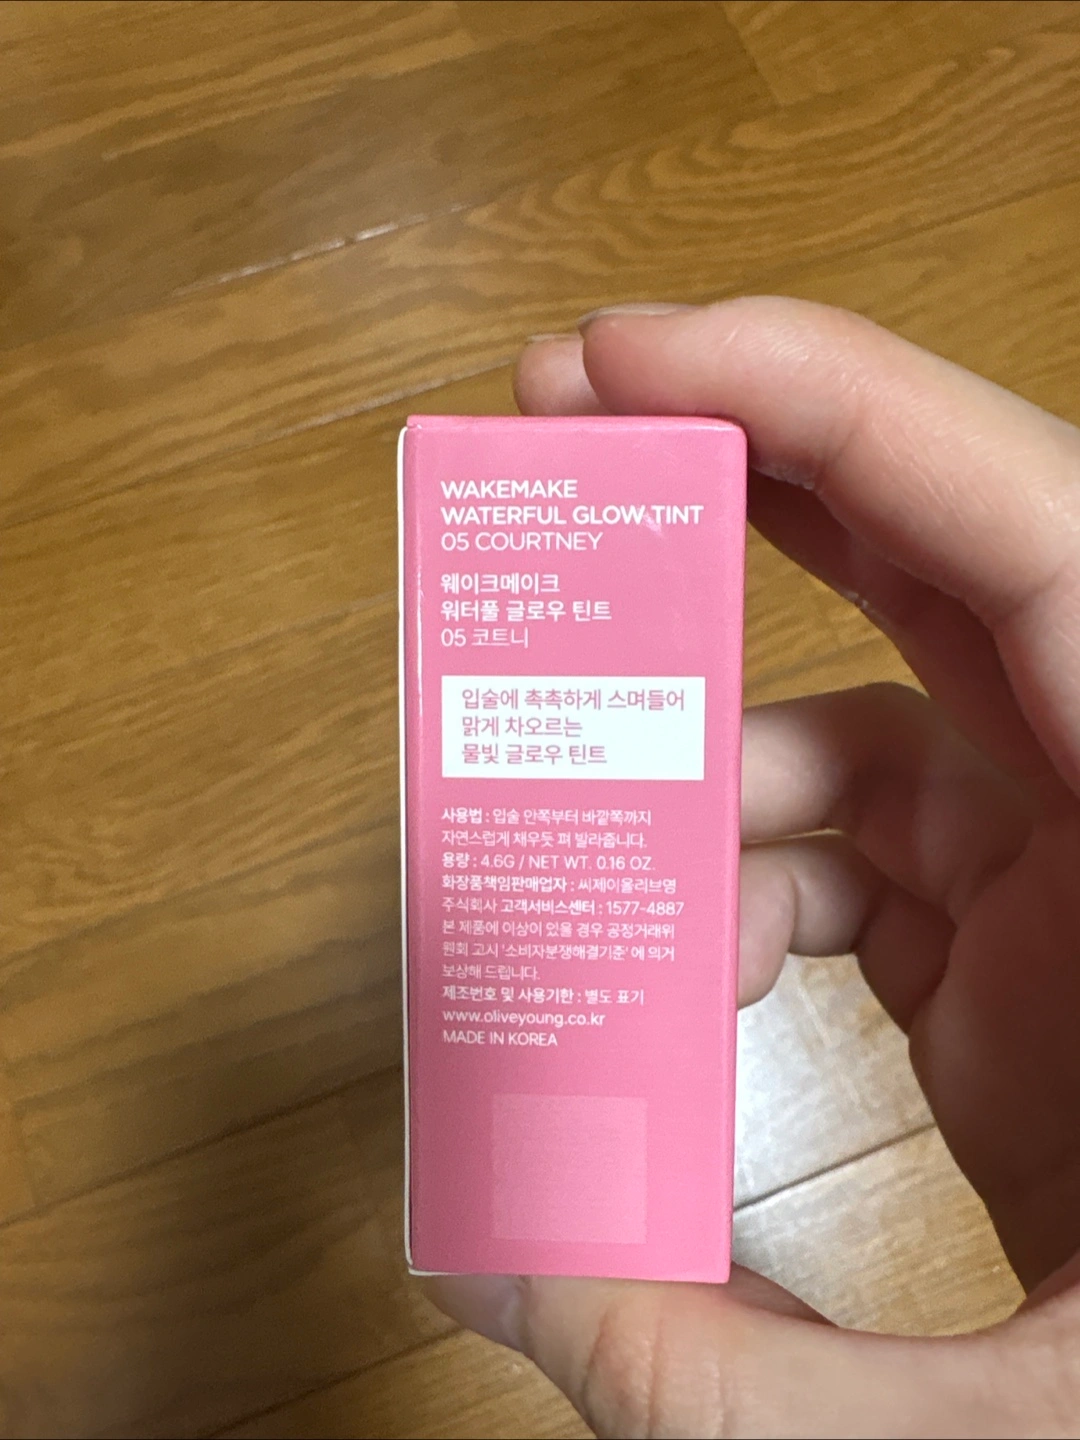 WAKEMAKE
WATERFUL GLOW TINT
05 COURTNEY
웨이크메이크
워터풀 글로우 틴트
05 코트니
입술에 촉촉하게 스며들어
맑게 차오르는
물빛 글로우 틴트
사용법 : 입술 안쪽부터 바깥쪽까지
자연스럽게 채우듯 펴 발라줍니다.
용량 : 4.6G / NET WT. 0.16 OZ.
화장품책임판매업자 : 씨제이올리브영
주식회사 고객서비스센터 : 1577-4887
본 제품에 이상이 있을 경우 공정거래위
원회 고시 '소비자분쟁해결기준' 에 의거
보상해 드립니다.
제조번호 및 사용기한 : 별도 표기
www.oliveyoung.co.kr
MADE IN KOREA